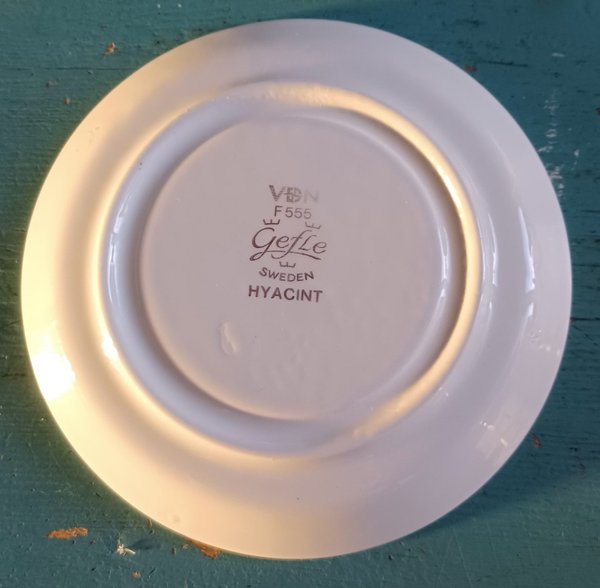 VDN
F 555
Gefle
SWEDEN
HYACINT